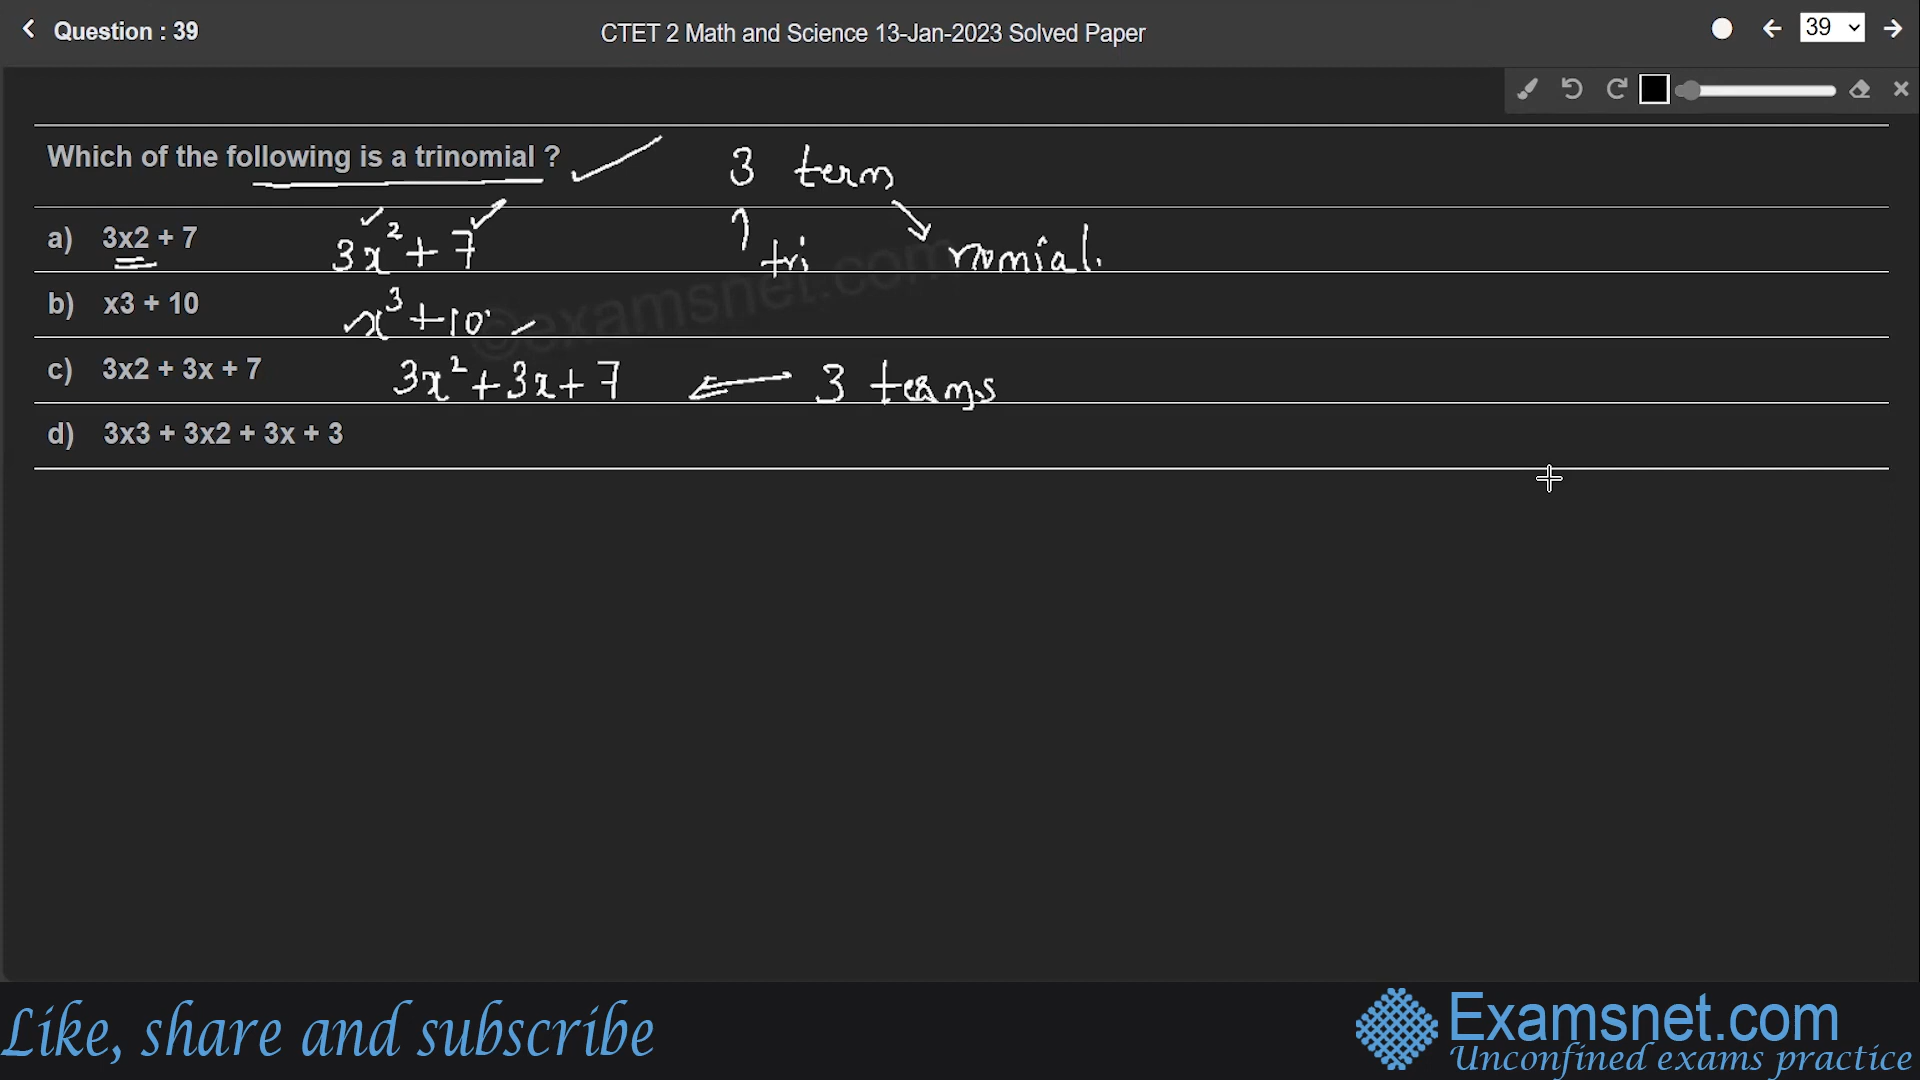 Question : 39
CTET 2 Math and Science 13-Jan-2023 Solved Paper
39
Which of the following is a trinomial ?
3 term
a) 3x2 + 7
3x² + 7
tri nomial.
b) x3 + 10
x³ + 10
©examsnet.com
c) 3x2 + 3x + 7
3x² + 3x + 7
3 terms
d) 3x3 + 3x2 + 3x + 3
Like, share and subscribe
Examsnet.com
Unconfined exams practice